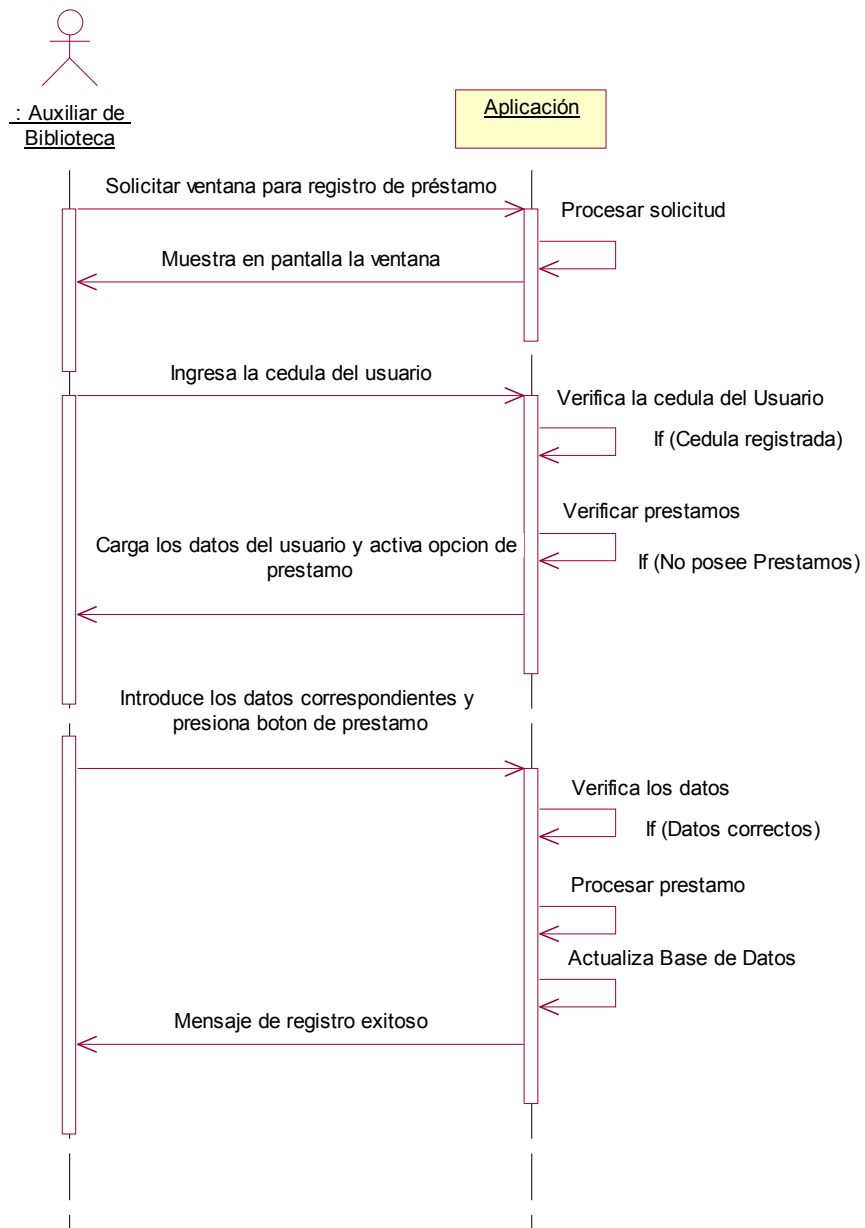 : Auxiliar de
Biblioteca
Aplicación
Solicitar ventana para registro de préstamo
Procesar solicitud
Muestra en pantalla la ventana
Ingresa la cedula del usuario
Verifica la cedula del Usuario
If (Cedula registrada)
Verificar prestamos
Carga los datos del usuario y activa opcion de
prestamo
If (No posee Prestamos)
Introduce los datos correspondientes y
presiona boton de prestamo
Verifica los datos
If (Datos correctos)
Procesar prestamo
Actualiza Base de Datos
Mensaje de registro exitoso